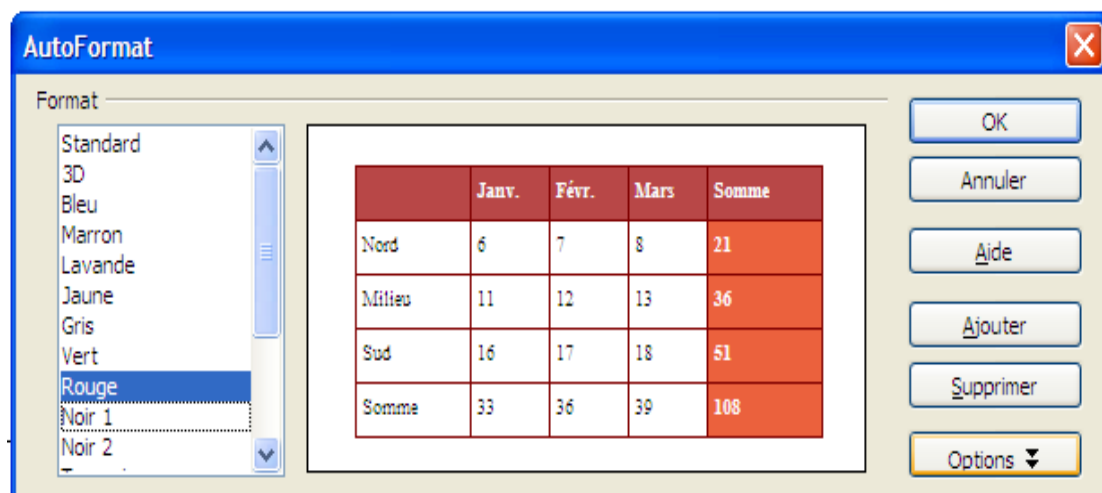 AutoFormat
Format
Standard
3D
Bleu
Marron
Lavande
Jaune
Gris
Vert
Rouge
Noir 1
Noir 2
Janv. Févr. Mars Somme
Nord 6 7 8 21
Milieu 11 12 13 36
Sud 16 17 18 51
Somme 33 36 39 108
OK
Annuler
Aide
Ajouter
Supprimer
Options